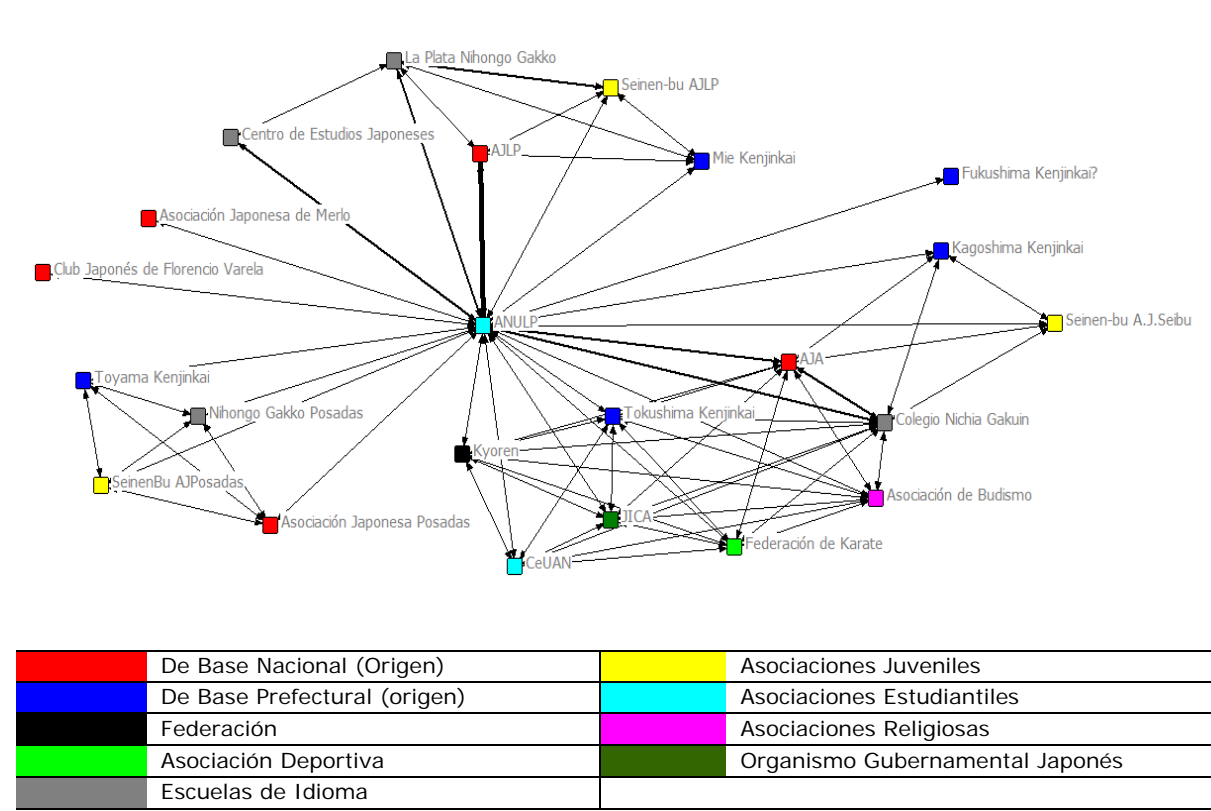 La Plata Nihongo Gakko
Seinen-bu AJLP
Centro de Estudios Japoneses
AJLP
Mie Kenjinkai
Fukushima Kenjinkai?
Asociación Japonesa de Merlo
Kagoshima Kenjinkai
Club Japonés de Florencio Varela
ANULP
Seinen-bu A.J.Seibu
AJA
Toyama Kenjinkai
Nihongo Gakko Posadas
Tokushima Kenjinkai
Colegio Nichia Gakuin
Kyoren
SeinenBu AJPosadas
Asociación de Budismo
Asociación Japonesa Posadas
JICA
Federación de Karate
CeUAN
De Base Nacional (Origen)
Asociaciones Juveniles
De Base Prefectural (origen)
Asociaciones Estudiantiles
Federación
Asociaciones Religiosas
Asociación Deportiva
Organismo Gubernamental Japonés
Escuelas de Idioma